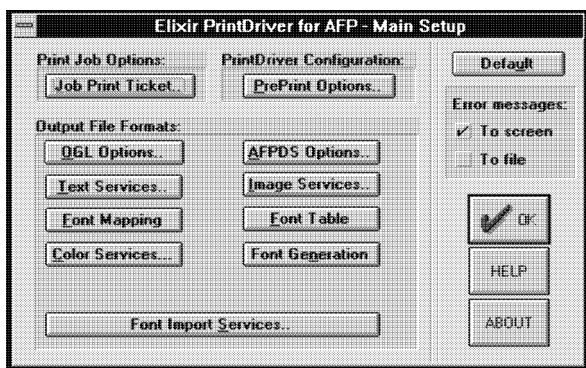 Elixir PrintDriver for AFP - Main Setup
Print Job Options:
Job Print Ticket..
PrintDriver Configuration:
PrePrint Options..
Output File Formats:
OGL Options..
AFPDS Options..
Text Services..
Image Services..
Font Mapping
Font Table
Color Services...
Font Generation
Font Import Services..
Default
Error messages:
To screen
To file
OK
HELP
ABOUT